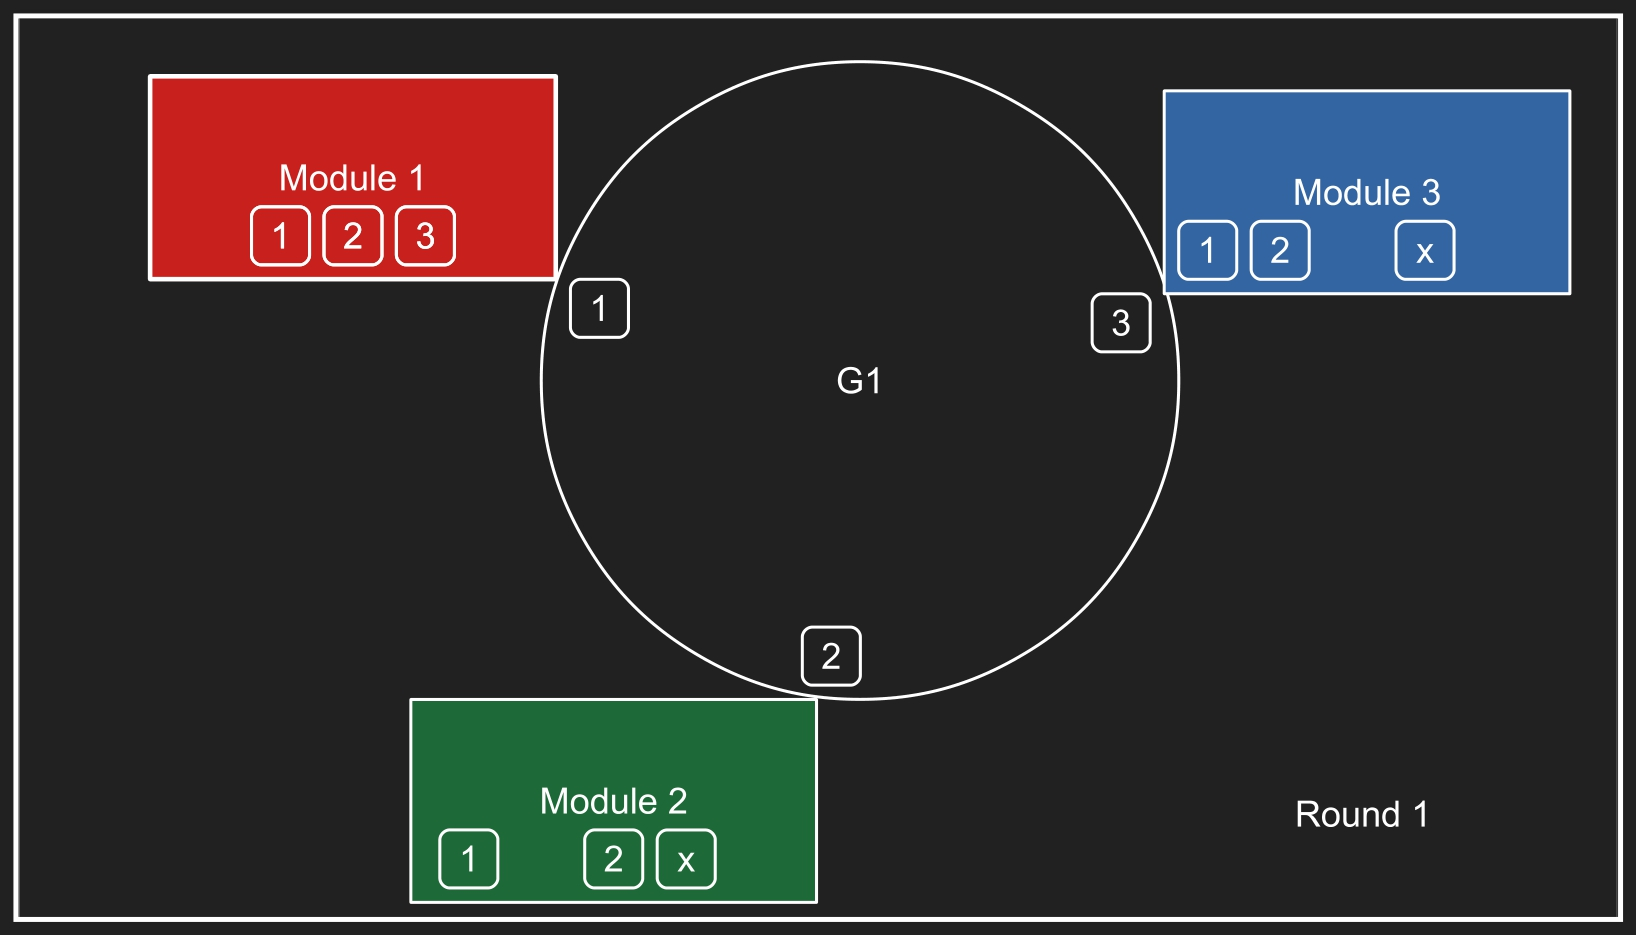 Module 1
1 2 3
Module 3
1 2 x
1
3
G1
2
Module 2
1 2 x
Round 1